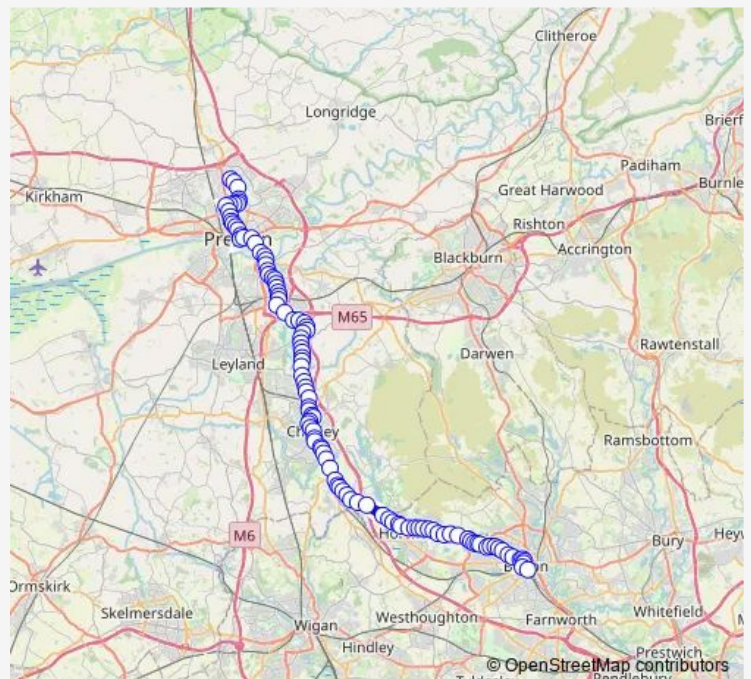 Clitheroe
Longridge
Brierf
Padiham
Burnle
Kirkham
Great Harwood
Rishton
Accrington
Blackburn
M65
Darwen
Rawtenstall
Leyland
Ramsbottom
M6
Bury
Heyw
Ormskirk
Skelmersdale
Westhoughton
Farnworth
Whitefield
Wigan
Hindley
Prestwich
© OpenStreetMap contributors